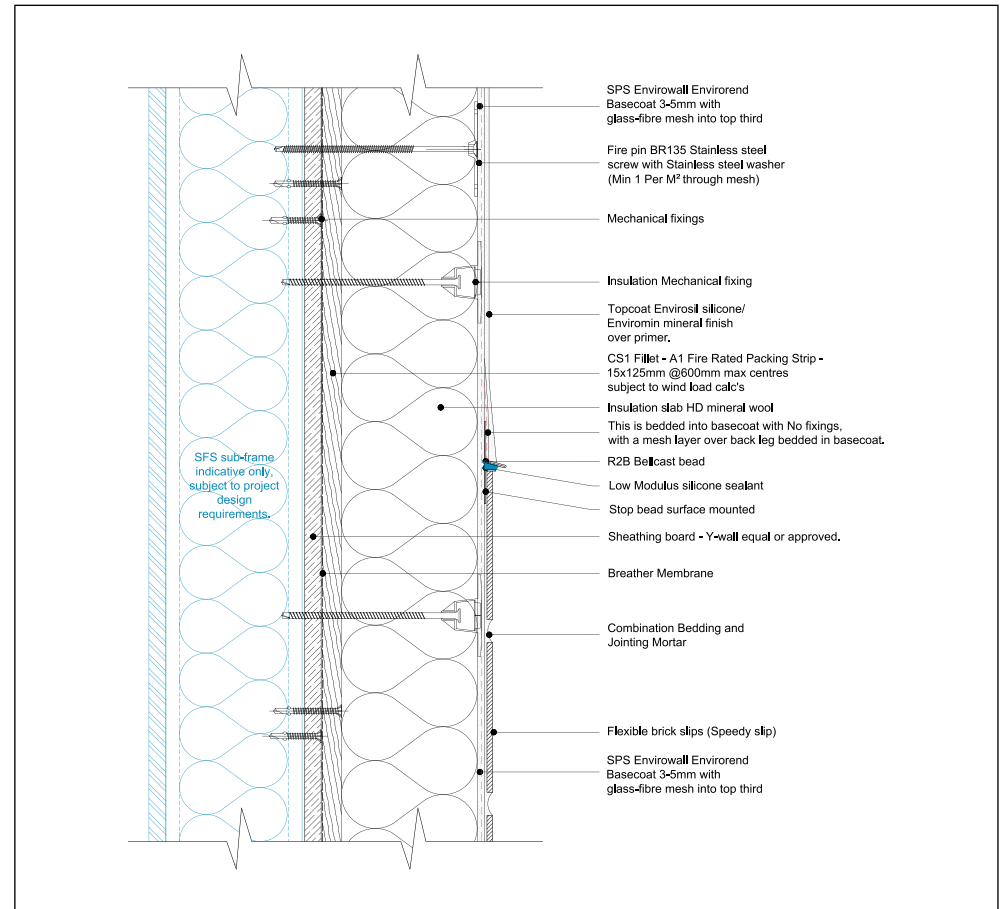 SPS Envirowall Envirorend
Basecoat 3-5mm with
glass-fibre mesh into top third
Fire pin BR135 Stainless steel
screw with Stainless steel washer
(Min 1 Per M² through mesh)
Mechanical fixings
Insulation Mechanical fixing
Topcoat Envirosil silicone/
Enviromin mineral finish
over primer.
CS1 Fillet - A1 Fire Rated Packing Strip -
15x125mm @600mm max centres
subject to wind load calc's
Insulation slab HD mineral wool
This is bedded into basecoat with No fixings,
with a mesh layer over back leg bedded in basecoat.
R2B Bellcast bead
Low Modulus silicone sealant
Stop bead surface mounted
SFS sub-frame
indicative only,
subject to project
design
requirements.
Sheathing board - Y-wall equal or approved.
Breather Membrane
Combination Bedding and
Jointing Mortar
Flexible brick slips (Speedy slip)
SPS Envirowall Envirorend
Basecoat 3-5mm with
glass-fibre mesh into top third